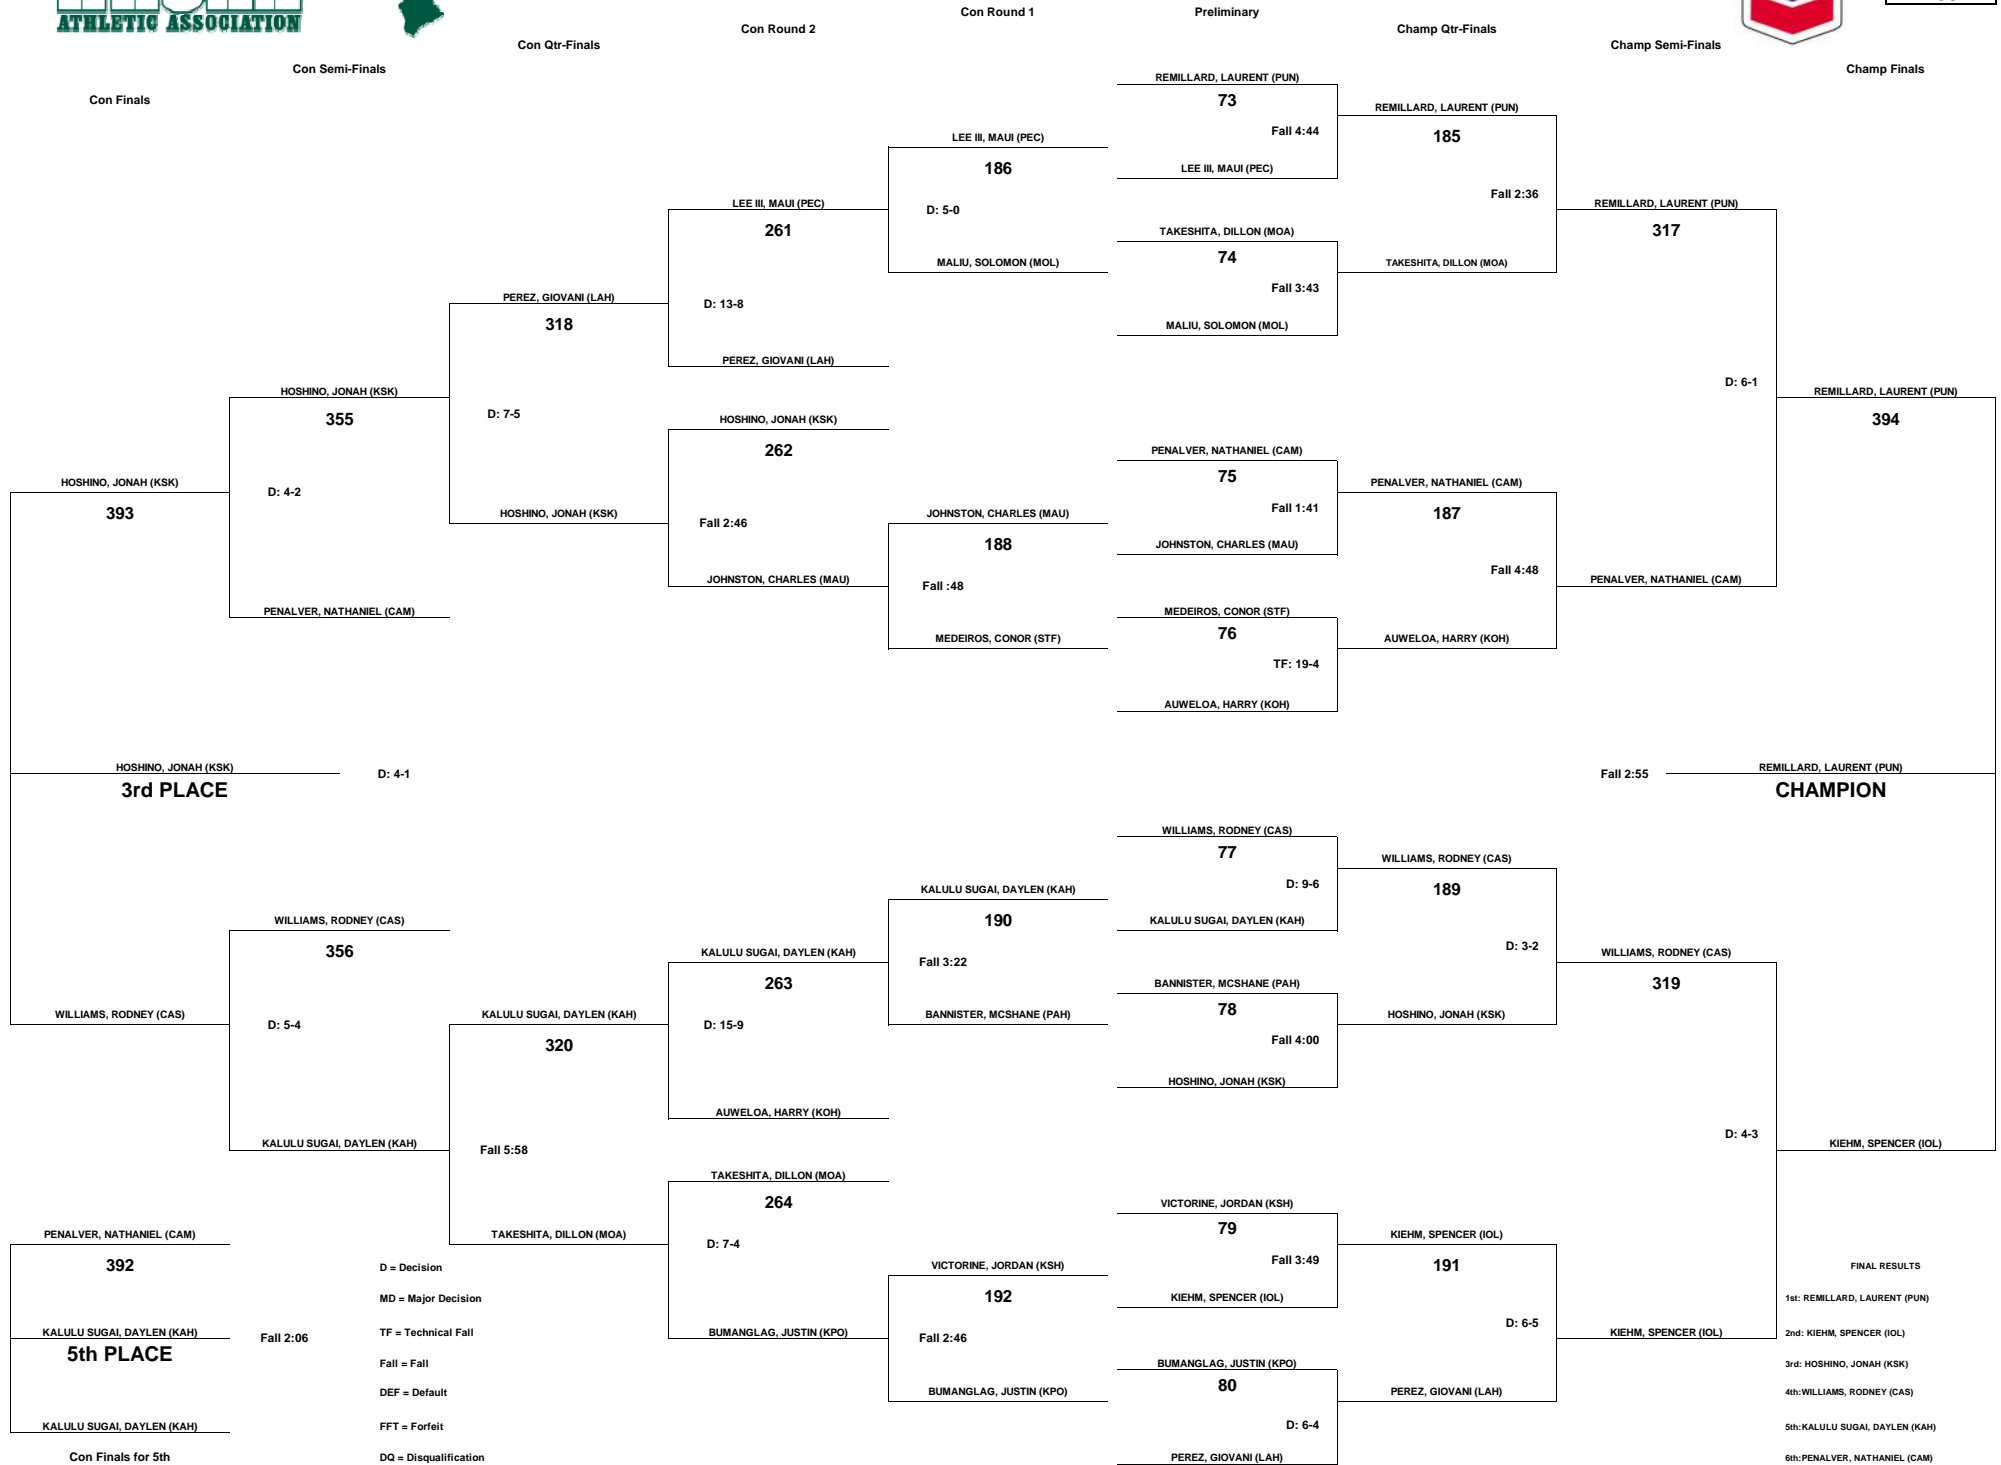 ATHLETIC ASSOCIATION
Con Round 1
Preliminary
Con Round 2
Champ Qtr-Finals
Con Qtr-Finals
Champ Semi-Finals
Con Semi-Finals
Champ Finals
Con Finals
REMILLARD, LAURENT (PUN)
73
Fall 4:44
LEE III, MAUI (PEC)
REMILLARD, LAURENT (PUN)
185
Fall 2:36
LEE III, MAUI (PEC)
186
D: 5-0
MALIU, SOLOMON (MOL)
LEE III, MAUI (PEC)
261
D: 13-8
PEREZ, GIOVANI (LAH)
TAKESHITA, DILLON (MOA)
74
Fall 3:43
MALIU, SOLOMON (MOL)
TAKESHITA, DILLON (MOA)
REMILLARD, LAURENT (PUN)
317
D: 6-1
PEREZ, GIOVANI (LAH)
318
D: 7-5
HOSHINO, JONAH (KSK)
HOSHINO, JONAH (KSK)
355
D: 4-2
PENALVER, NATHANIEL (CAM)
HOSHINO, JONAH (KSK)
262
Fall 2:46
JOHNSTON, CHARLES (MAU)
REMILLARD, LAURENT (PUN)
394
HOSHINO, JONAH (KSK)
393
JOHNSTON, CHARLES (MAU)
188
Fall :48
MEDEIROS, CONOR (STF)
PENALVER, NATHANIEL (CAM)
75
Fall 1:41
JOHNSTON, CHARLES (MAU)
PENALVER, NATHANIEL (CAM)
187
Fall 4:48
PENALVER, NATHANIEL (CAM)
MEDEIROS, CONOR (STF)
76
TF: 19-4
AUWELOA, HARRY (KOH)
AUWELOA, HARRY (KOH)
HOSHINO, JONAH (KSK)
3rd PLACE
D: 4-1
Fall 2:55
REMILLARD, LAURENT (PUN)
CHAMPION
WILLIAMS, RODNEY (CAS)
77
D: 9-6
KALULU SUGAI, DAYLEN (KAH)
WILLIAMS, RODNEY (CAS)
189
D: 3-2
KALULU SUGAI, DAYLEN (KAH)
190
Fall 3:22
BANNISTER, MCSHANE (PAH)
WILLIAMS, RODNEY (CAS)
356
D: 5-4
KALULU SUGAI, DAYLEN (KAH)
KALULU SUGAI, DAYLEN (KAH)
263
D: 15-9
AUWELOA, HARRY (KOH)
WILLIAMS, RODNEY (CAS)
319
D: 4-3
BANNISTER, MCSHANE (PAH)
78
Fall 4:00
HOSHINO, JONAH (KSK)
HOSHINO, JONAH (KSK)
WILLIAMS, RODNEY (CAS)
KALULU SUGAI, DAYLEN (KAH)
320
Fall 5:58
TAKESHITA, DILLON (MOA)
KIEHM, SPENCER (IOL)
TAKESHITA, DILLON (MOA)
264
D: 7-4
BUMANGLAG, JUSTIN (KPO)
VICTORINE, JORDAN (KSH)
79
Fall 3:49
KIEHM, SPENCER (IOL)
KIEHM, SPENCER (IOL)
191
D: 6-5
KIEHM, SPENCER (IOL)
VICTORINE, JORDAN (KSH)
192
Fall 2:46
BUMANGLAG, JUSTIN (KPO)
BUMANGLAG, JUSTIN (KPO)
80
D: 6-4
PEREZ, GIOVANI (LAH)
PEREZ, GIOVANI (LAH)
PENALVER, NATHANIEL (CAM)
392
KALULU SUGAI, DAYLEN (KAH)
5th PLACE
Fall 2:06
KALULU SUGAI, DAYLEN (KAH)
Con Finals for 5th
D = Decision
MD = Major Decision
TF = Technical Fall
Fall = Fall
DEF = Default
FFT = Forfeit
DQ = Disqualification
FINAL RESULTS
1st: REMILLARD, LAURENT (PUN)
2nd: KIEHM, SPENCER (IOL)
3rd: HOSHINO, JONAH (KSK)
4th:WILLIAMS, RODNEY (CAS)
5th:KALULU SUGAI, DAYLEN (KAH)
6th:PENALVER, NATHANIEL (CAM)